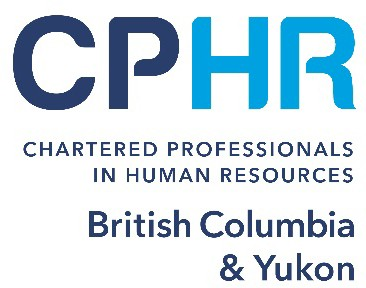 CPHR
CHARTERED PROFESSIONALS
IN HUMAN RESOURCES
British Columbia
& Yukon